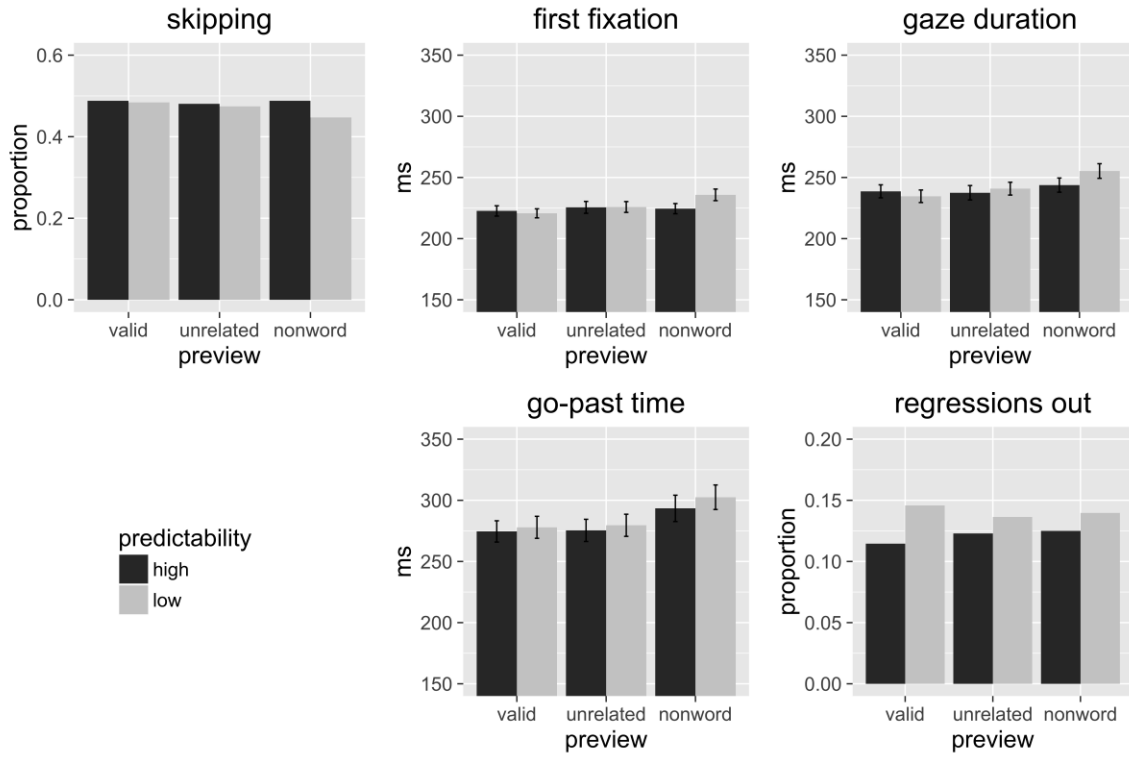 skipping
proportion
0.6
0.4
0.2
0.0
valid unrelated nonword
preview
first fixation
ms
350
300
250
200
150
valid unrelated nonword
preview
gaze duration
ms
350
300
250
200
150
valid unrelated nonword
preview
predictability
high
low
go-past time
ms
350
300
250
200
150
valid unrelated nonword
preview
regressions out
proportion
0.20
0.15
0.10
0.05
0.00
valid unrelated nonword
preview